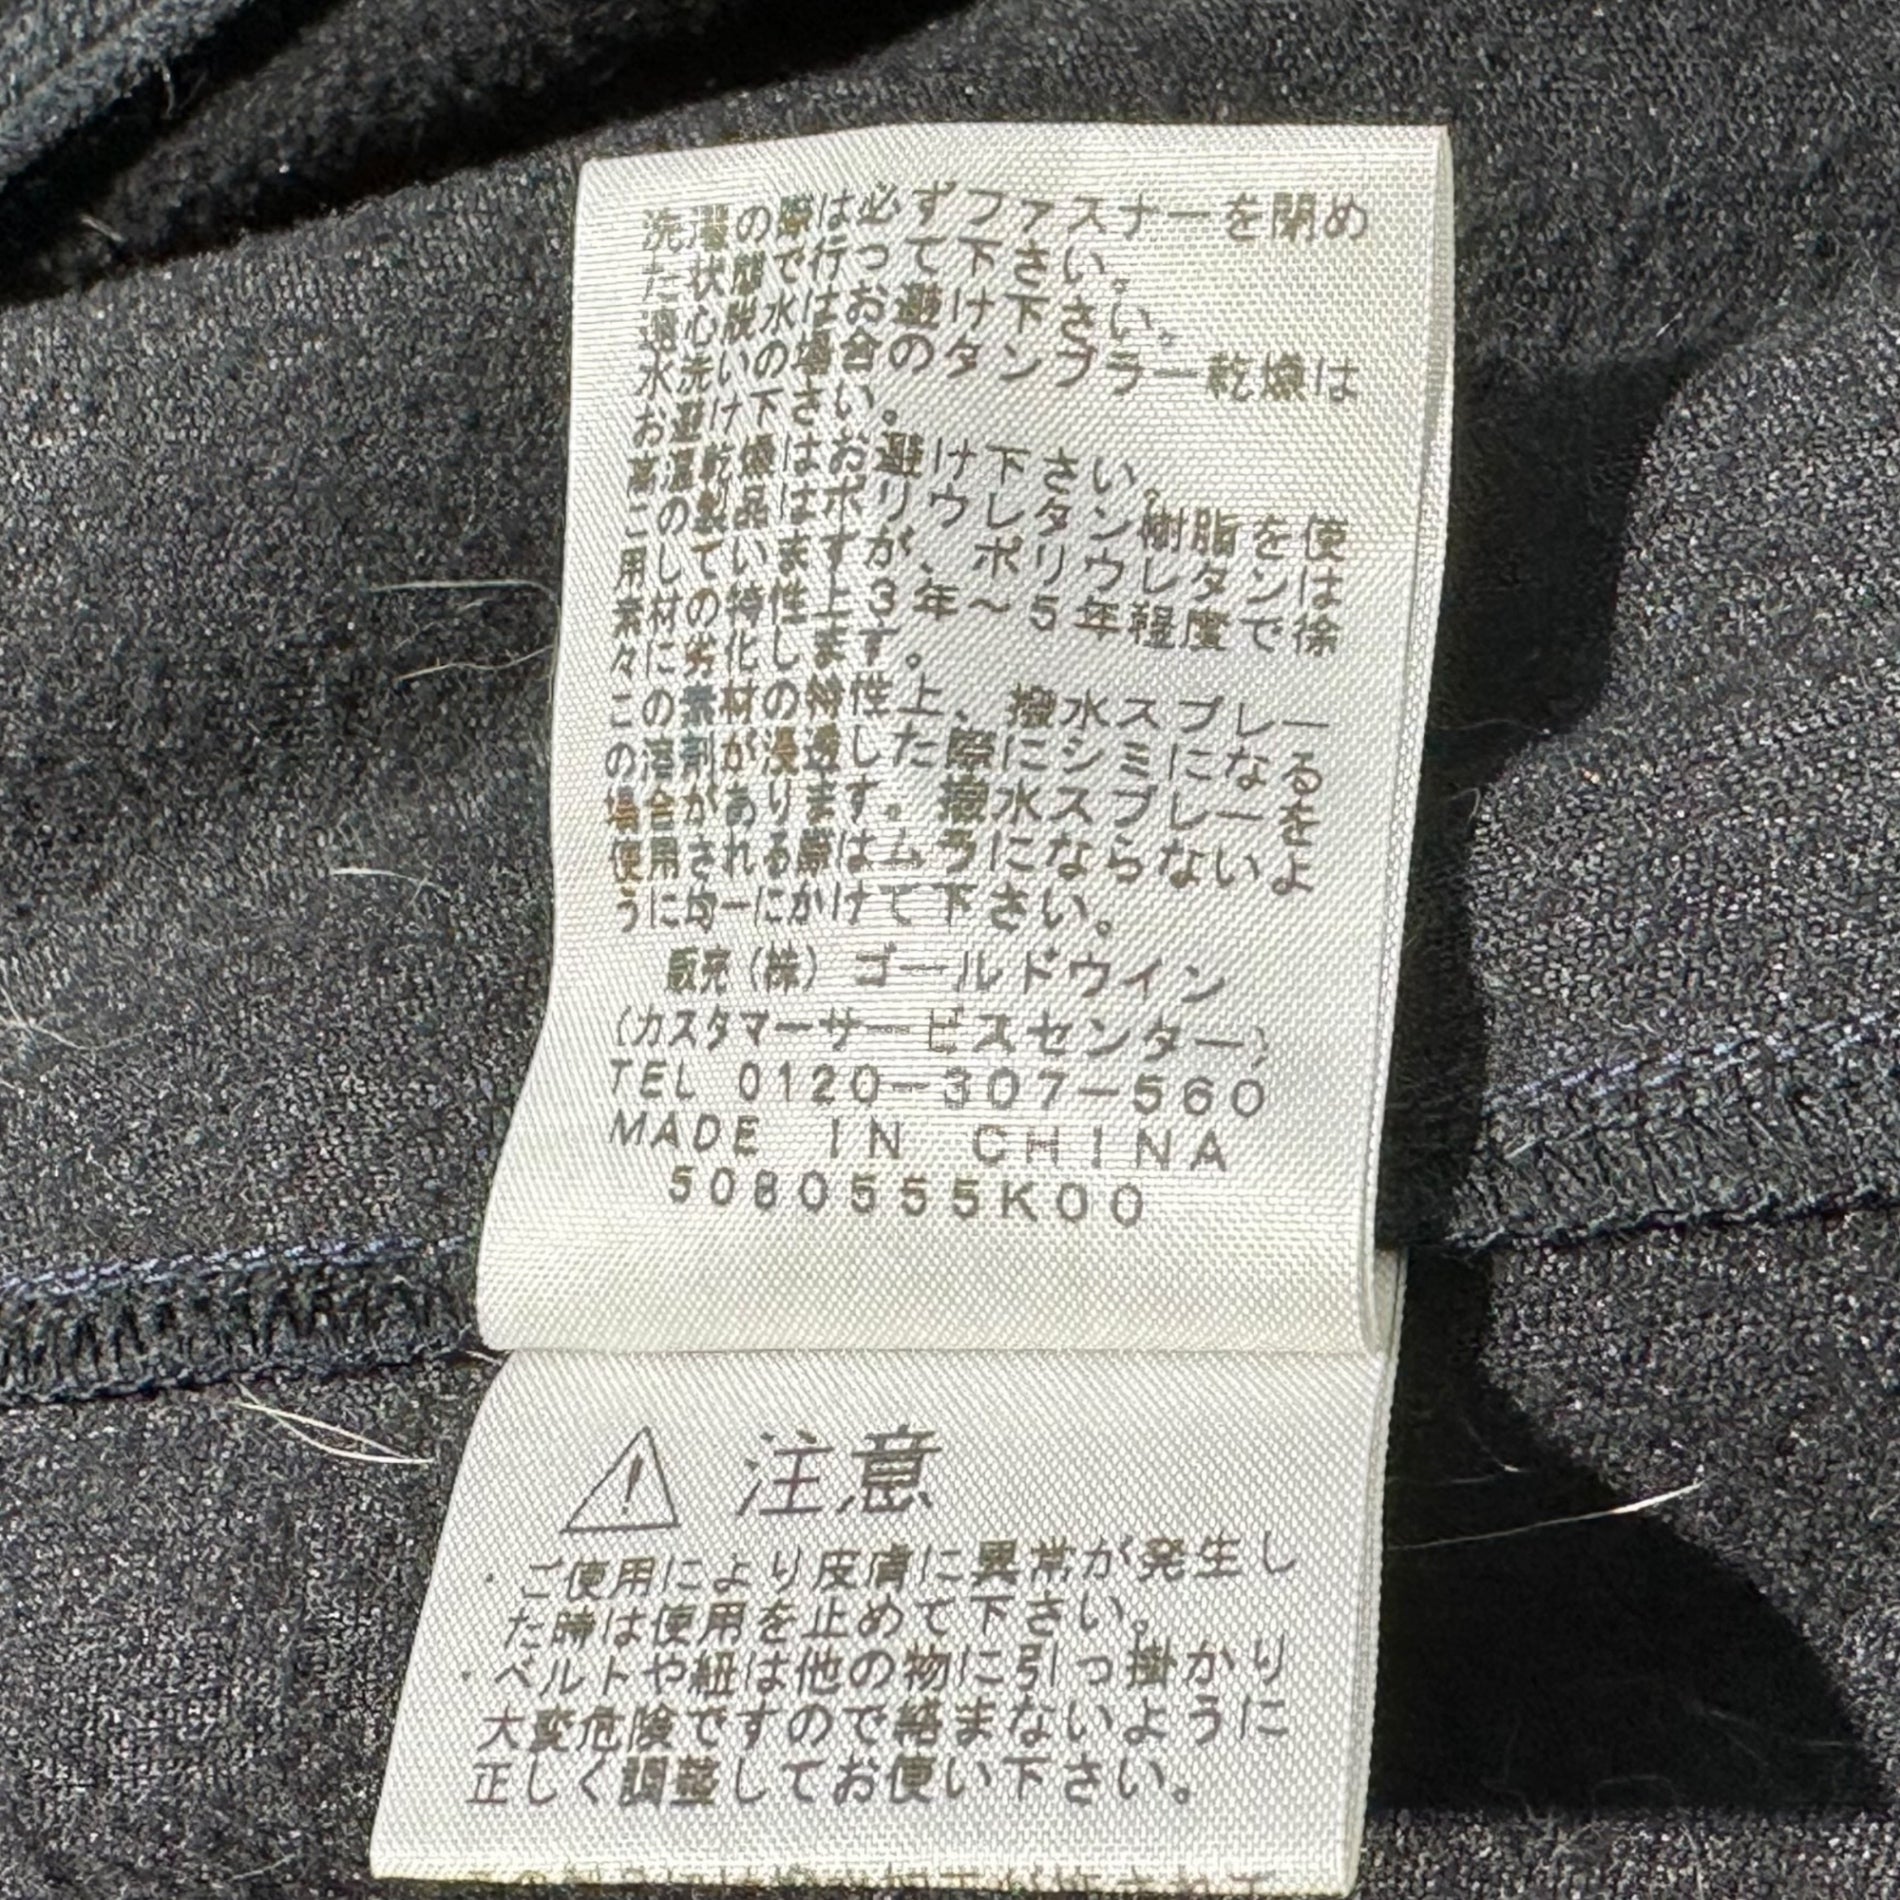 洗濯の際は必ずファスナーを閉め
た状態で行って下さい。
遠心脱水はお避け下さい。
水洗いの場合のタンブラー乾燥は
お避け下さい。
高温乾燥はお避け下さい。
この製品はポリウレタン樹脂を使
用していますが、ポリウレタンは
素材の特性上3年～5年程度で徐
々に劣化します。
この素材の特性上、撥水スプレー
の溶剤が浸透した際にシミになる
場合があります。撥水スプレーを
使用される際はムラにならないよ
うに均一にかけて下さい。
販売(株)ゴールドウイン
(カスタマーサービスセンター)
TEL 0120-307-560
MADE IN CHINA
5080555K00
注意
・ご使用により皮膚に異常が発生し
た時は使用を止めて下さい。
・ベルトや紐は他の物に引っ掛かり
大変危険ですので絡まないように
正しく調整してお使い下さい。